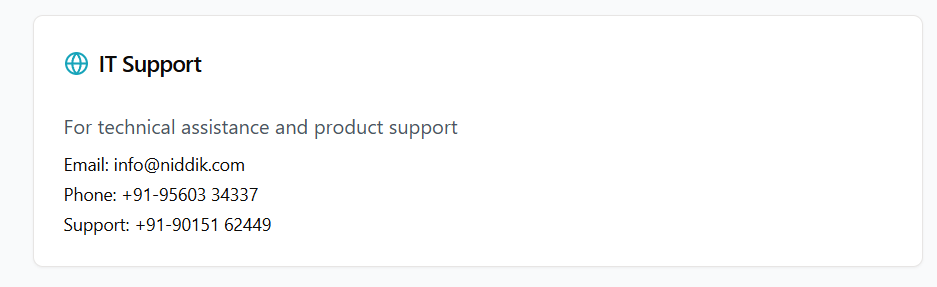 IT Support
For technical assistance and product support
Email: info@niddik.com
Phone: +91-95603 34337
Support: +91-90151 62449